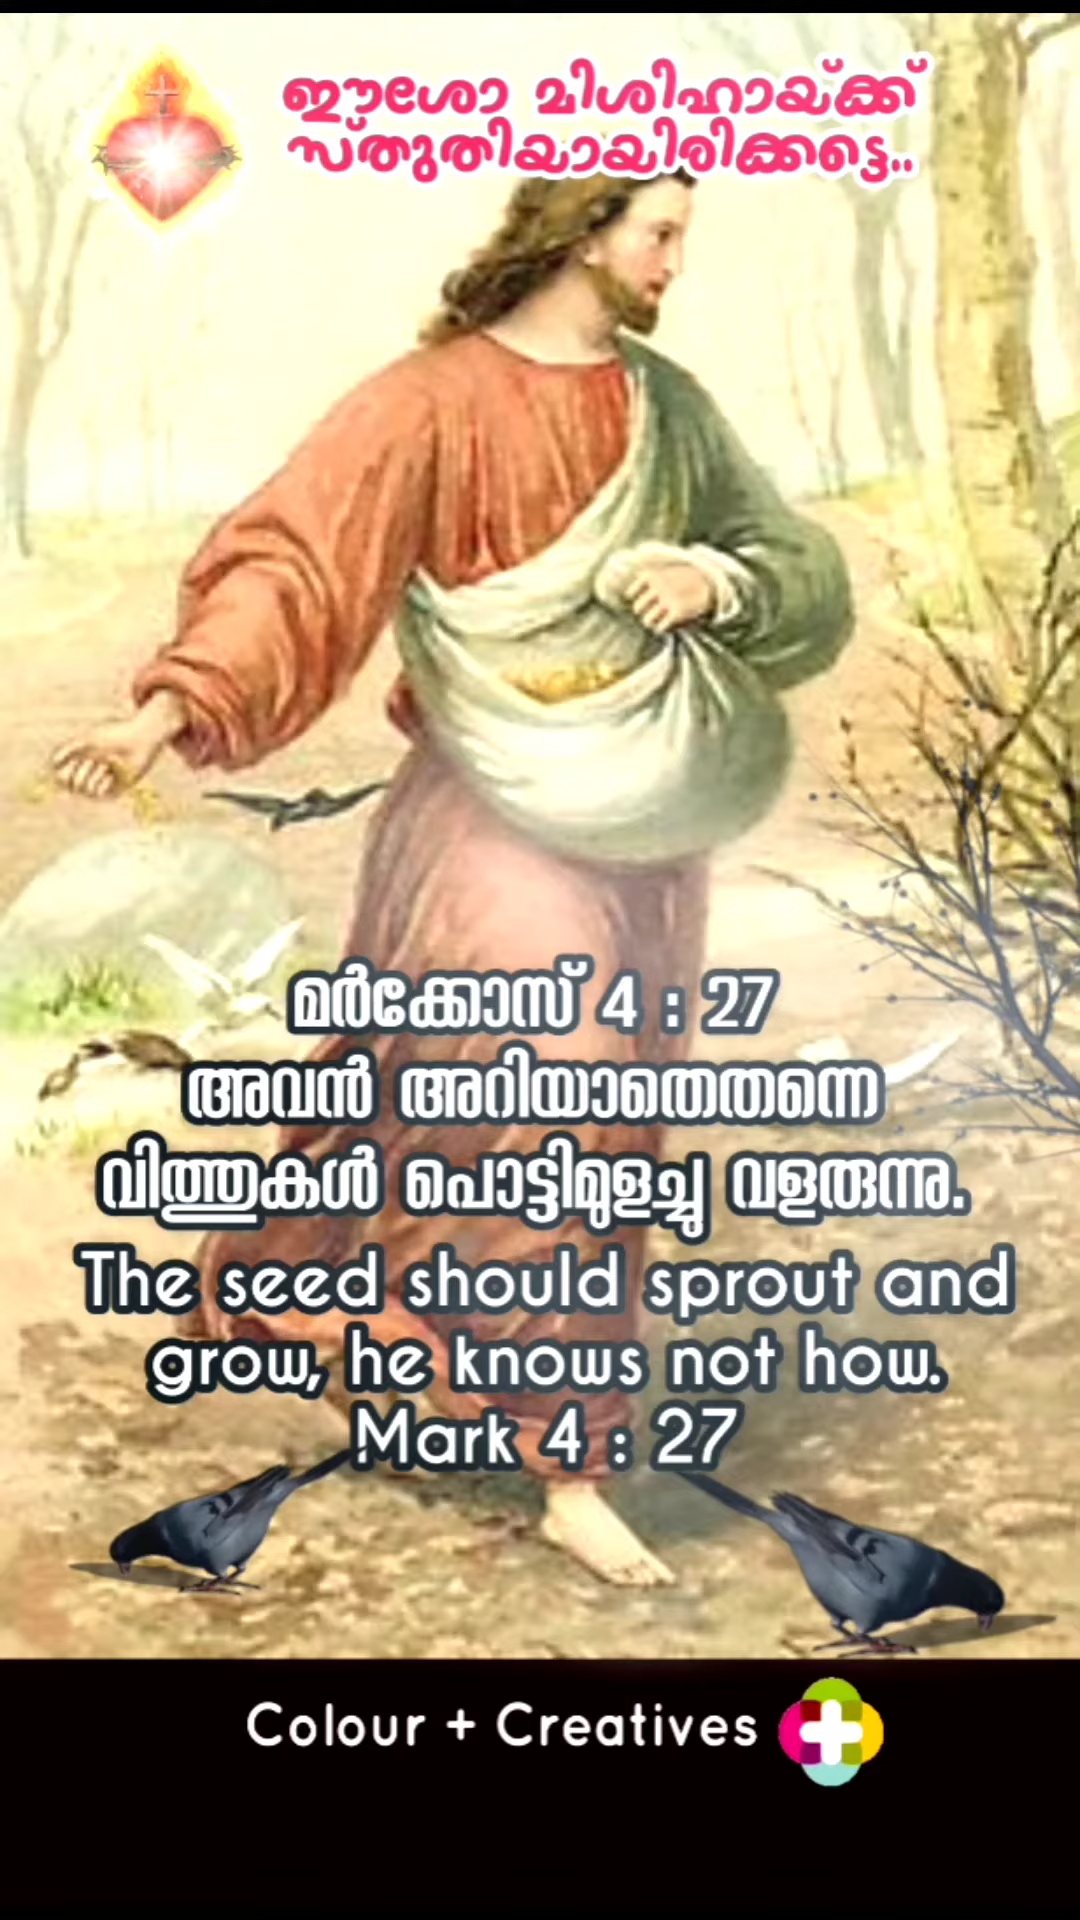 ഈശോ മിശിഹായ്ക്ക്
സ്തുതിയായിരിക്കട്ടെ..
മർക്കോസ് 4 : 27
അവൻ അറിയാതെതന്നെ
വിത്തുകൾ പൊട്ടിമുളച്ചു വളരുന്നു.
The seed should sprout and
grow, he knows not how.
Mark 4 : 27
Colour + Creatives